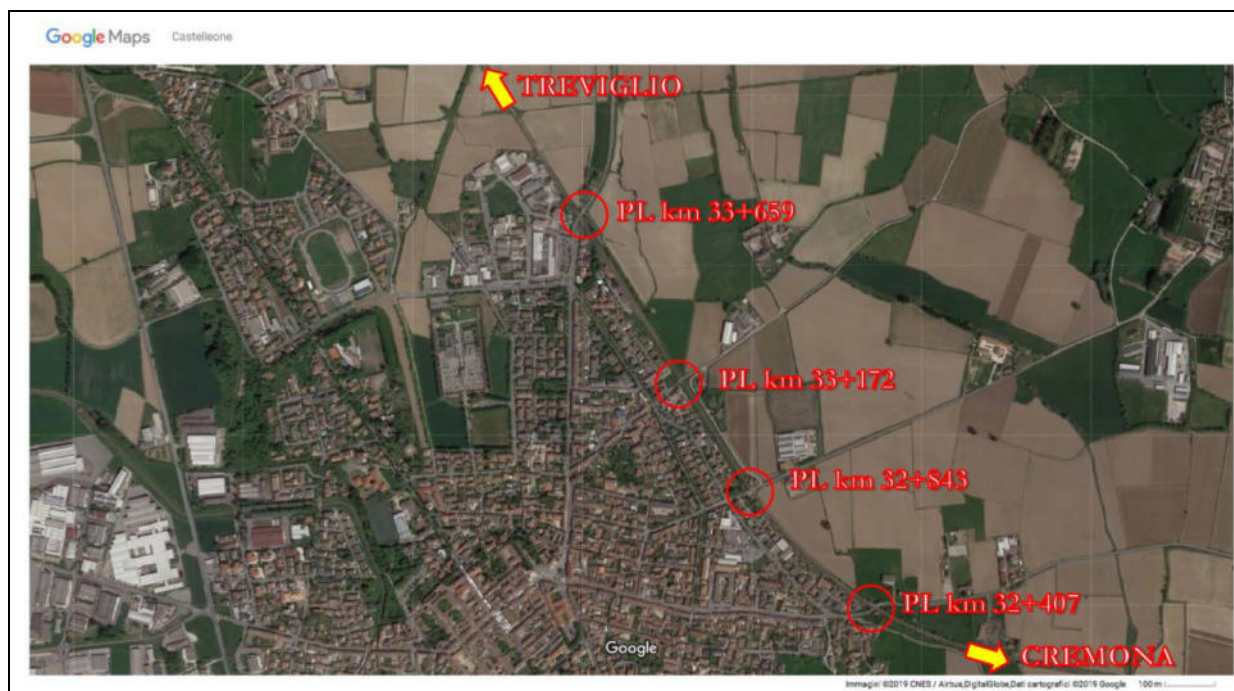 Google Maps Castelleone
TREVIGLIO
PL km 33+659
PL km 33+172
PL km 32+843
PL km 32+407
Google
CREMONA
Immagini ©2019 CNES / Airbus,DigitalGlobe,Dati cartografici ©2019 Google 100 m